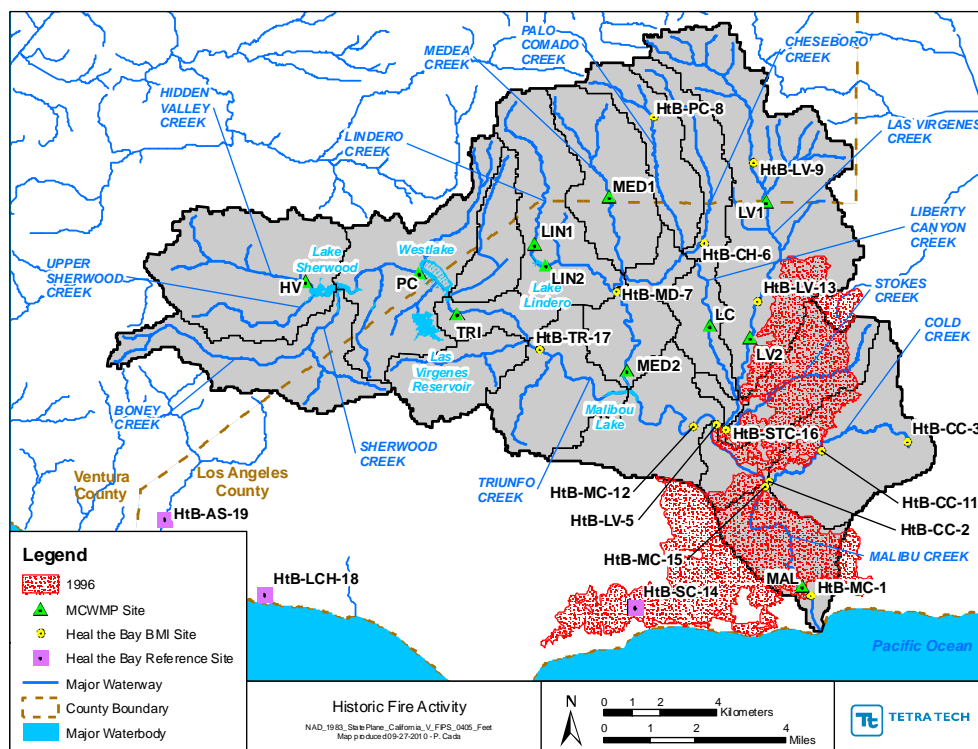 PALO
COMADO
CREEK
MEDEA
CREEK
CHESEBORO
CREEK
HIDDEN
VALLEY
CREEK
HtB-PC-8
LAS VIRGENES
CREEK
LINDERO
CREEK
HtB-LV-9
MED1
LV1
LIBERTY
CANYON
CREEK
LIN1
Lake
Sherwood
Westlake
HtB-CH-6
UPPER
SHERWOOD
CREEK
HV
PC
LIN2
Lake
Lindero
HtB-MD-7
HtB-LV-13
STOKES
CREEK
TRI
LC
COLD
CREEK
HtB-TR-17
LV2
Las
Virgenes
Reservoir
MED2
BONEY
CREEK
Malibou
Lake
HtB-CC-3
SHERWOOD
CREEK
HtB-STC-16
Ventura
County
Los Angeles
County
TRIUNFO
CREEK
HtB-MC-12
HtB-CC-11
HtB-AS-19
HtB-LV-5
HtB-CC-2
HtB-MC-15
MALIBU CREEK
MAL
HtB-MC-1
HtB-LCH-18
HtB-SC-14
Pacific Ocean
Legend
1996
MCWMP Site
Heal the Bay BMI Site
Heal the Bay Reference Site
Major Waterway
County Boundary
Major Waterbody
Historic Fire Activity
NAD_1983_StatePlane_California_V_FIPS_0405_Feet
Map produced 09-27-2010 - P. Cada
N
0 1 2 4
Kilometers
0 1 2 4
Miles
Tt
TETRA TECH